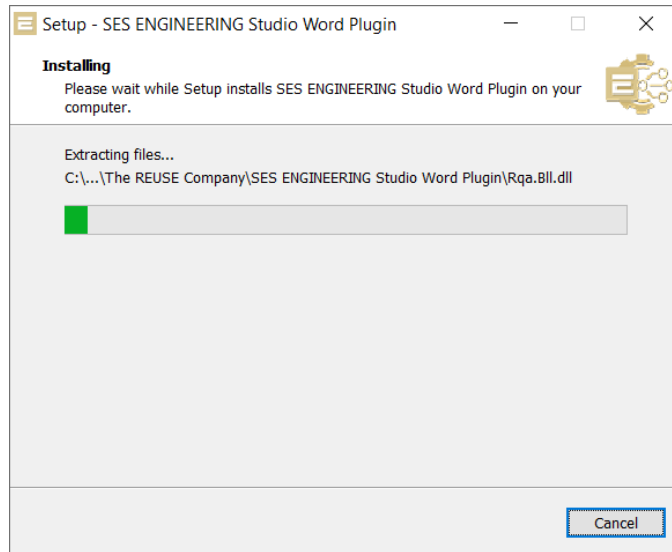 Setup - SES ENGINEERING Studio Word Plugin
Installing
Please wait while Setup installs SES ENGINEERING Studio Word Plugin on your
computer.
Extracting files...
C:\...\The REUSE Company\SES ENGINEERING Studio Word Plugin\Rqa.Bll.dll
Cancel